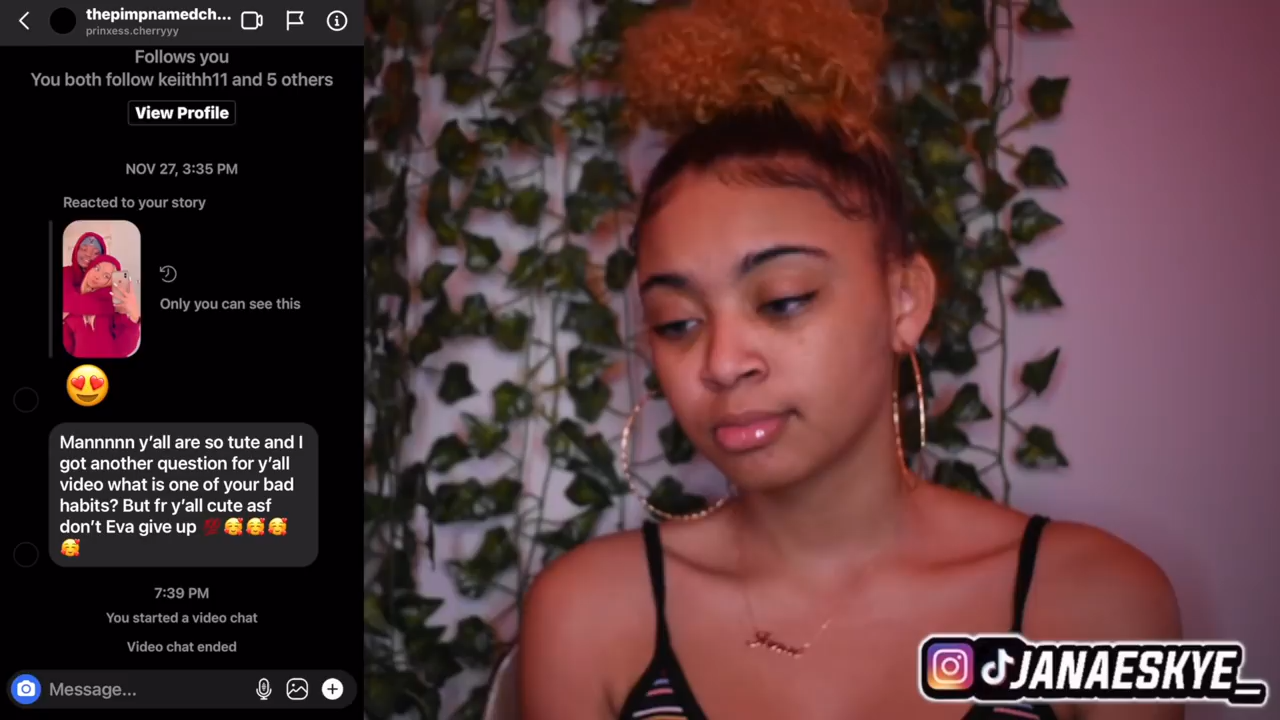 thepimpnamedch...
prinxess.cherryyy
Follows you
You both follow keiithh11 and 5 others
View Profile
NOV 27, 3:35 PM
Reacted to your story
Only you can see this
😍
Mannnnn y’all are so tute and I
got another question for y’all
video what is one of your bad
habits? But fr y’all cute asf
don’t Eva give up 💯🥰🥰🥰
🥰
7:39 PM
You started a video chat
Video chat ended
Message...
JANAESKYE_